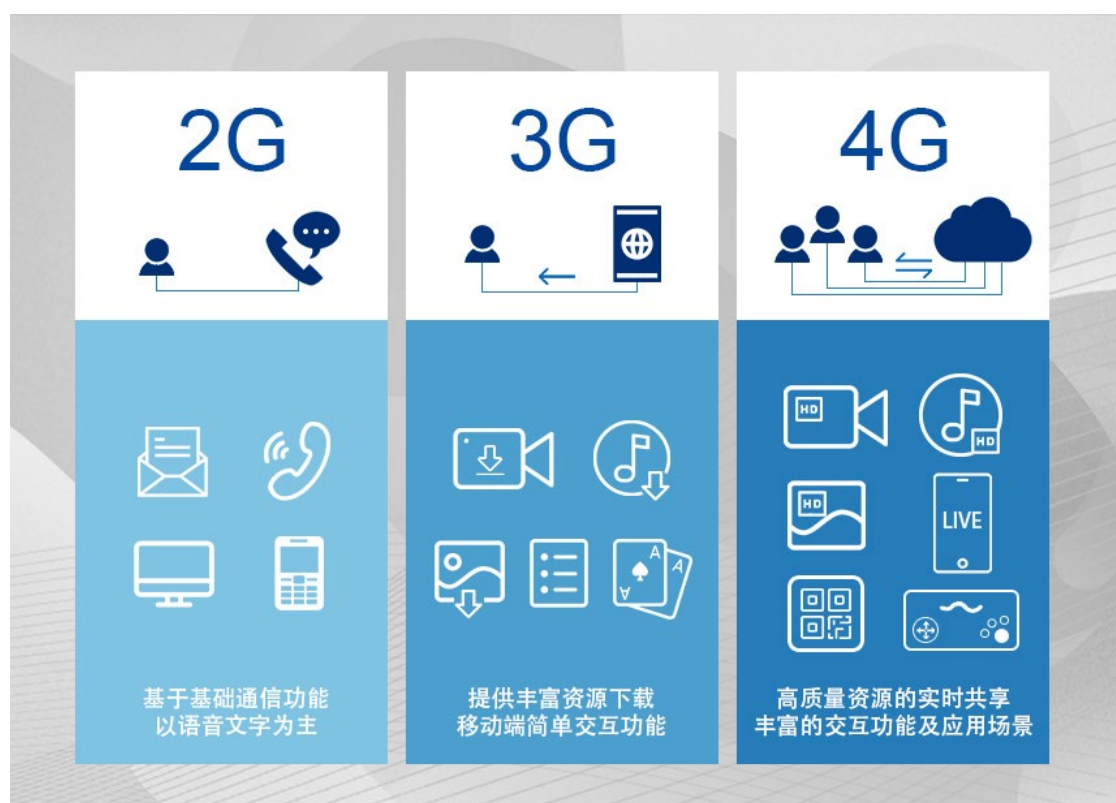 2G
3G
4G
HD
HD
HD
LIVE
A
A
A
基于基础通信功能
以语音文字为主
提供丰富资源下载
移动端简单交互功能
高质量资源的实时共享
丰富的交互功能及应用场景